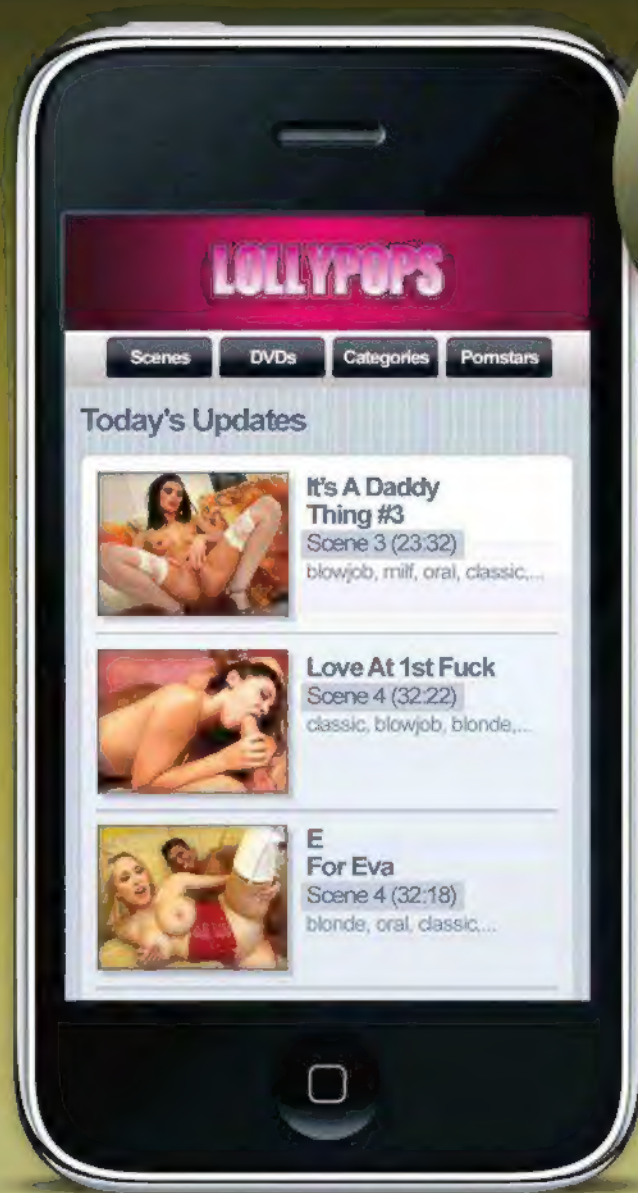 LOLLYPOPS
Scenes DVDs Categories Pornstars
Today's Updates
It's A Daddy
Thing #3
Scene 3 (23:32)
blowjob, milf, oral, classic,...
Love At 1st Fuck
Scene 4 (32:22)
classic, blowjob, blonde,...
E
For Eva
Scene 4 (32:18)
blonde, oral, classic,...